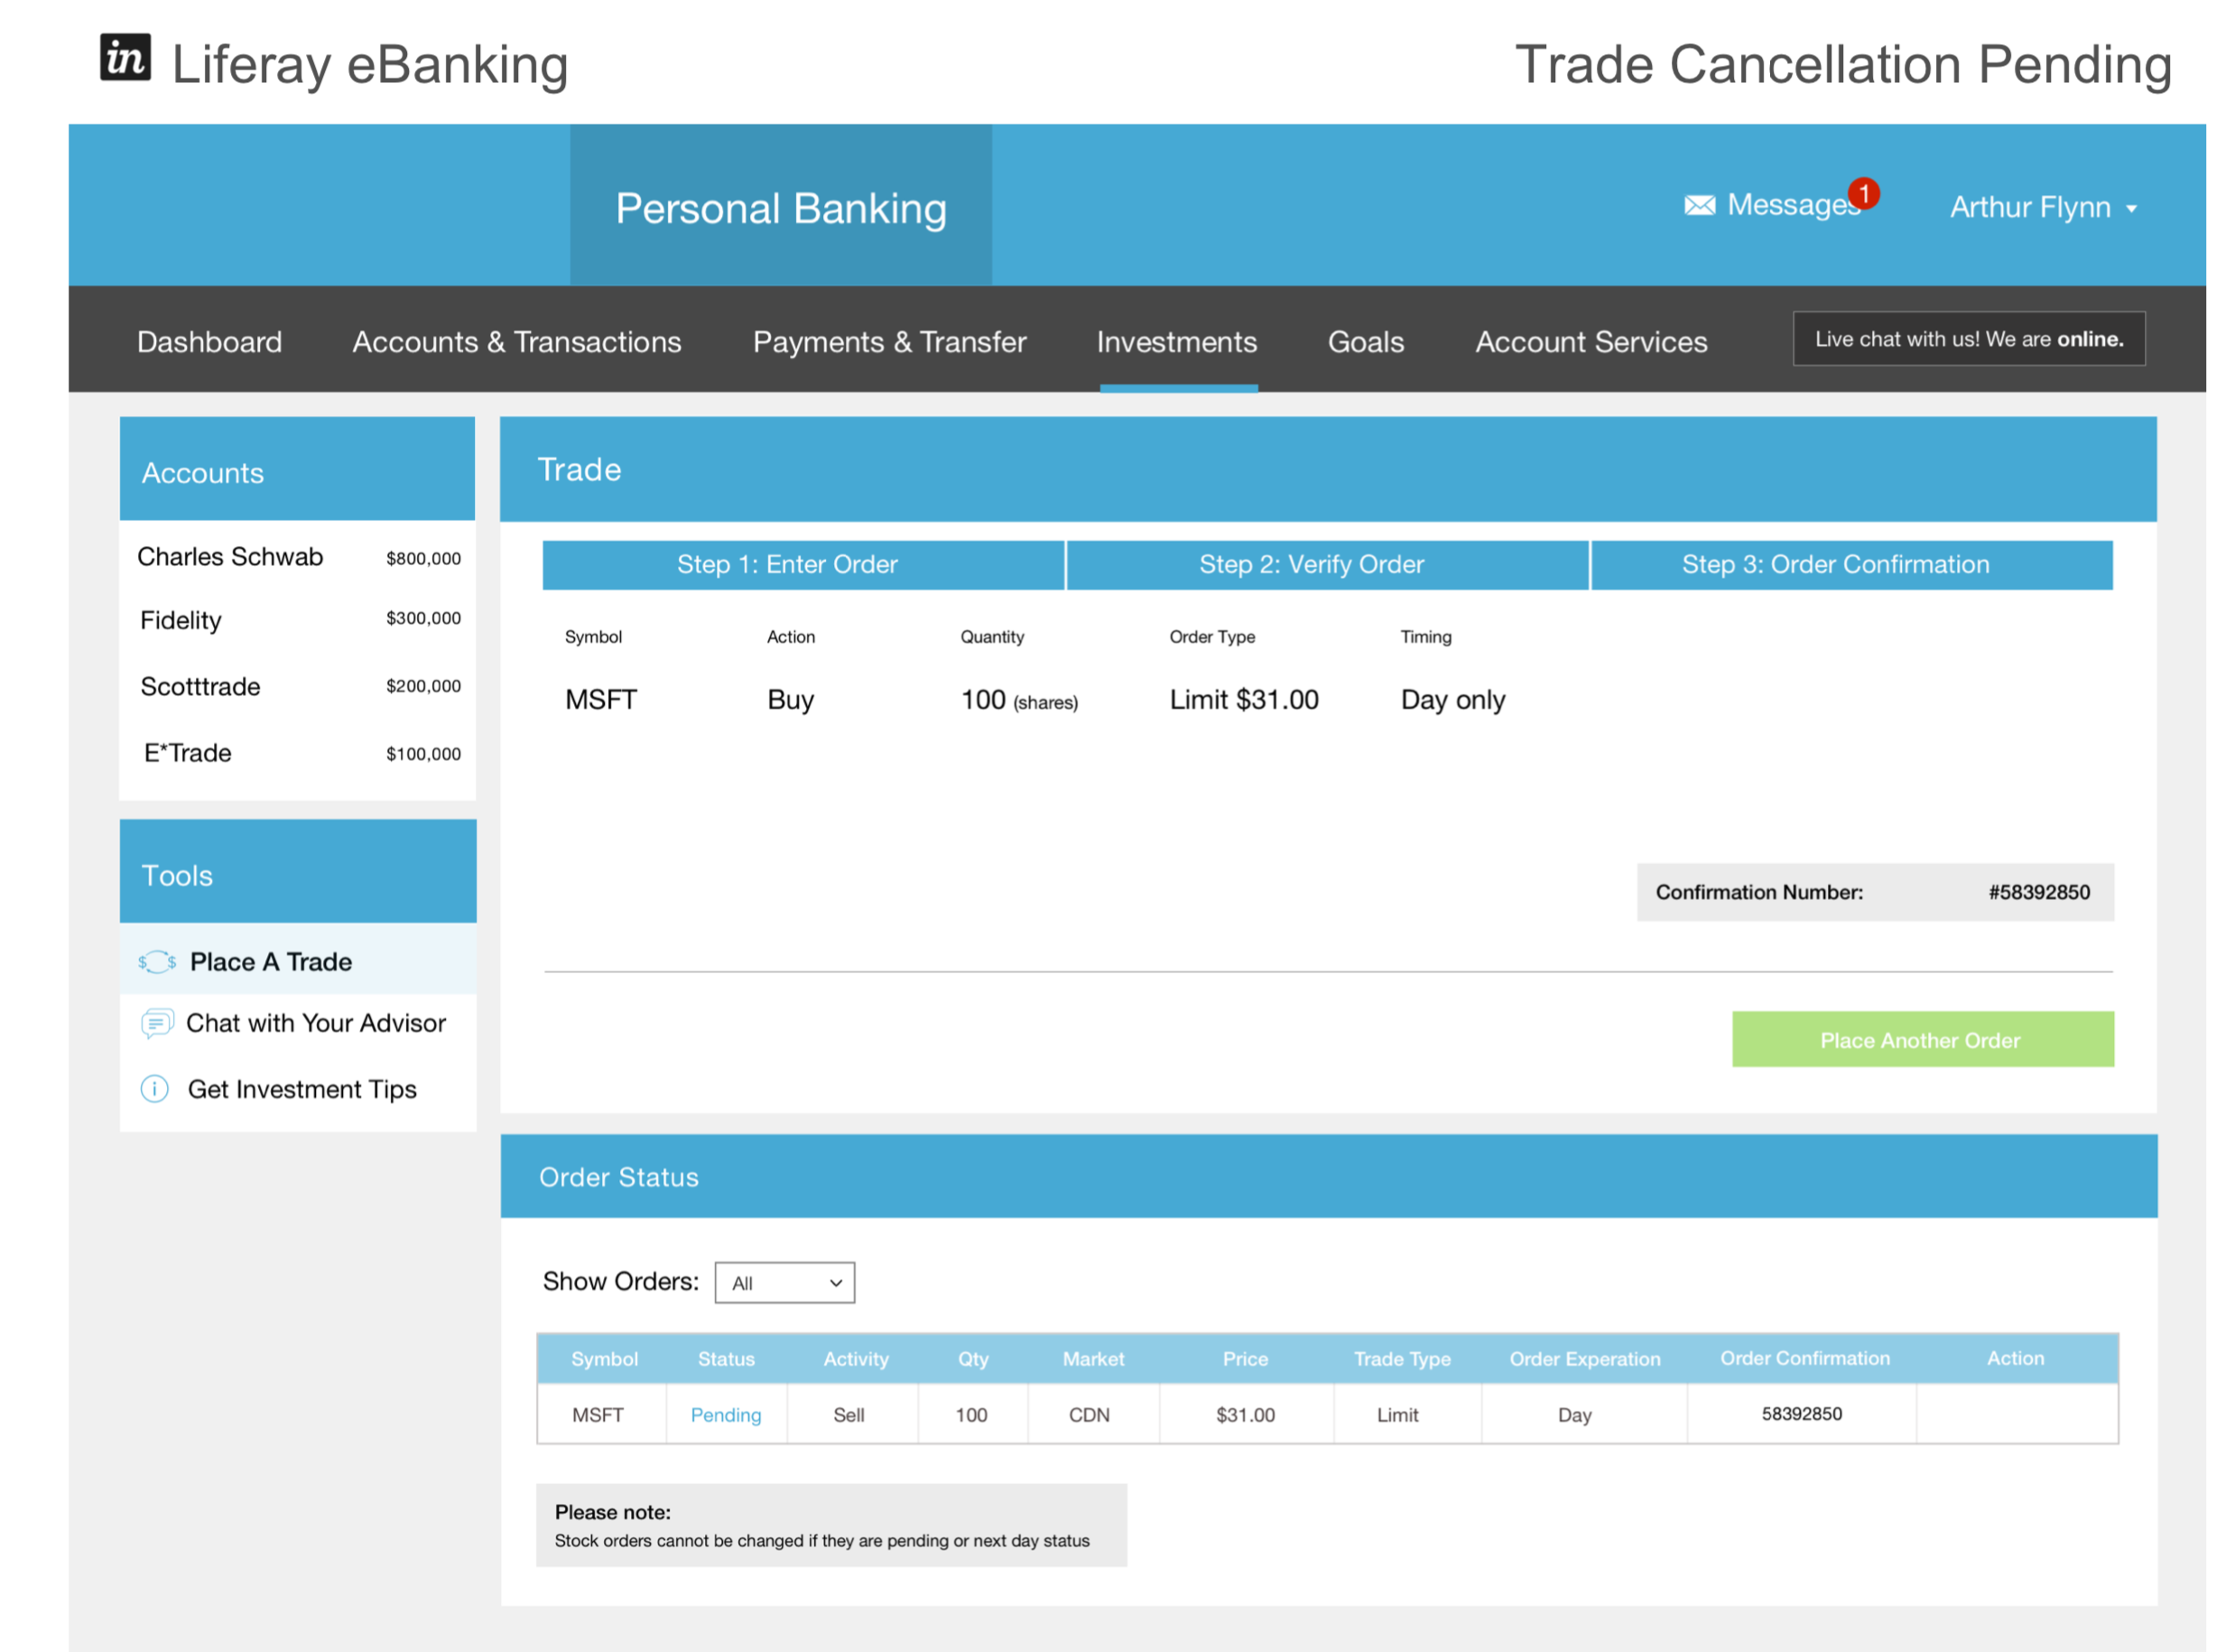 in Liferay eBanking
Trade Cancellation Pending
Personal Banking
Messages 1
Arthur Flynn
Dashboard Accounts & Transactions Payments & Transfer Investments Goals Account Services Live chat with us! We are online.
Accounts
Charles Schwab $800,000
Fidelity $300,000
Scotttrade $200,000
E*Trade $100,000
Tools
$ $ Place A Trade
Chat with Your Advisor
i Get Investment Tips
Trade
Step 1: Enter Order Step 2: Verify Order Step 3: Order Confirmation
Symbol Action Quantity Order Type Timing
MSFT Buy 100 (shares) Limit $31.00 Day only
Confirmation Number: #58392850
Place Another Order
Order Status
Show Orders: All
Symbol Status Activity Qty Market Price Trade Type Order Experation Order Confirmation Action
MSFT Pending Sell 100 CDN $31.00 Limit Day 58392850
Please note:
Stock orders cannot be changed if they are pending or next day status